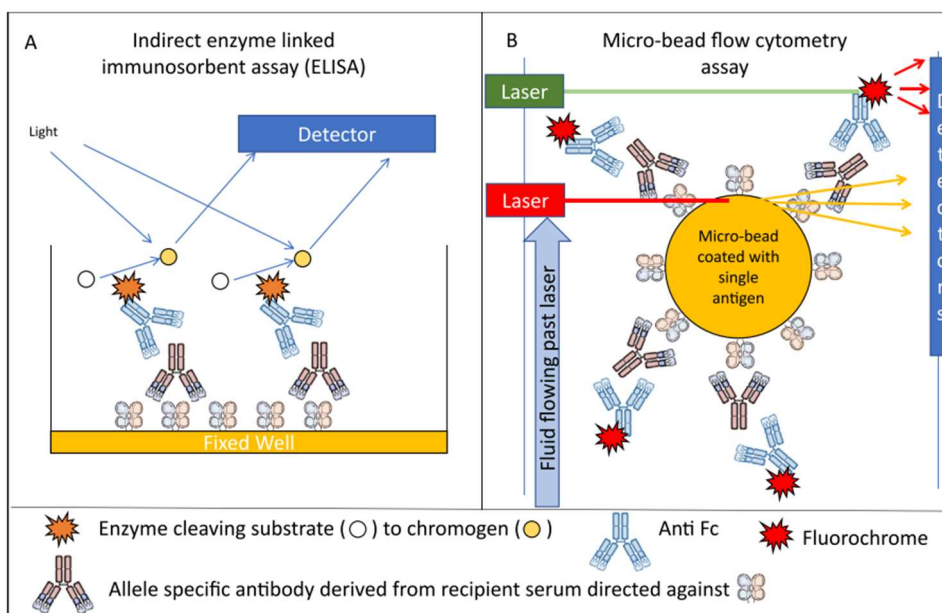 A
Indirect enzyme linked
immunosorbent assay (ELISA)
Light
Detector
Fixed Well
B
Micro-bead flow cytometry
assay
Laser
Laser
Micro-bead
coated with
single
antigen
Fluid flowing past laser
Detectors
Enzyme cleaving substrate ( ) to chromogen ( )
Anti Fc
Fluorochrome
Allele specific antibody derived from recipient serum directed against